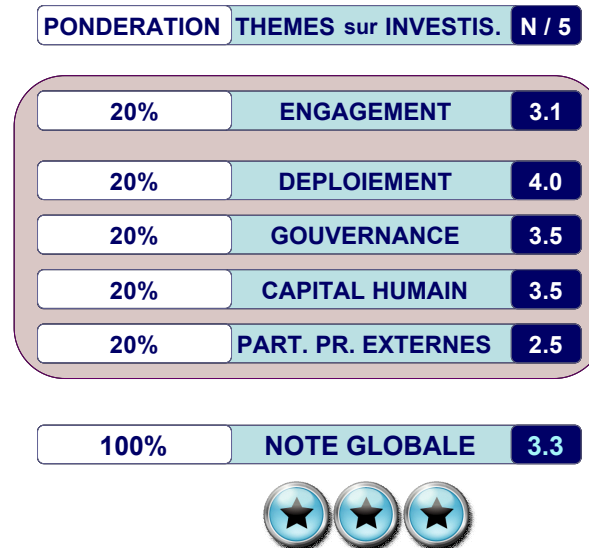 PONDERATION THEMES sur INVESTIS. N / 5
20% ENGAGEMENT 3.1
20% DEPLOIEMENT 4.0
20% GOUVERNANCE 3.5
20% CAPITAL HUMAIN 3.5
20% PART. PR. EXTERNES 2.5
100% NOTE GLOBALE 3.3